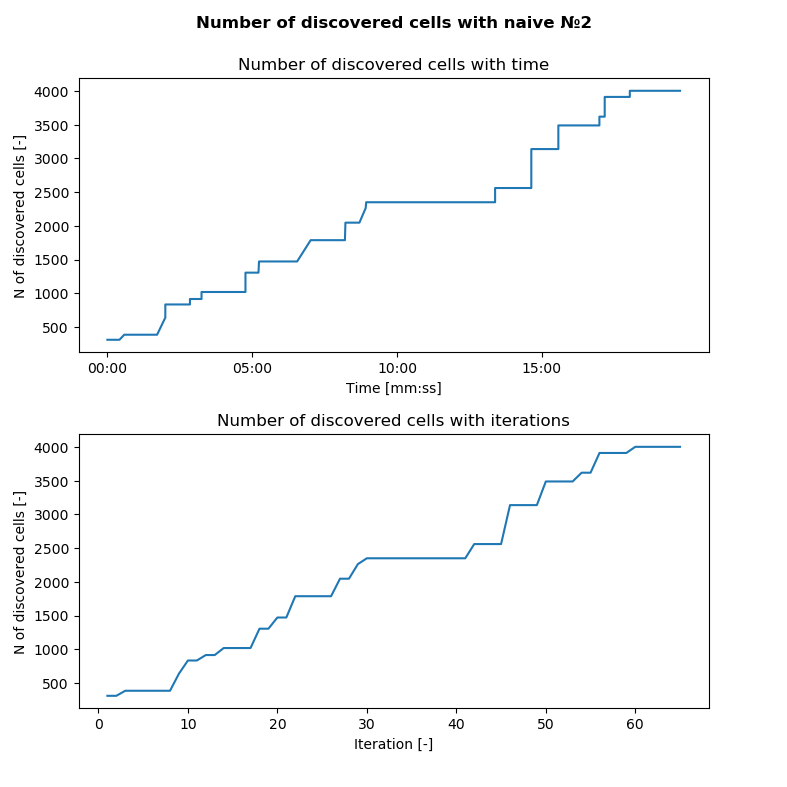 Number of discovered cells with naive №2
Number of discovered cells with time
N of discovered cells [-]
4000
3500
3000
2500
2000
1500
1000
500
00:00 05:00 10:00 15:00
Time [mm:ss]
Number of discovered cells with iterations
N of discovered cells [-]
4000
3500
3000
2500
2000
1500
1000
500
0 10 20 30 40 50 60
Iteration [-]